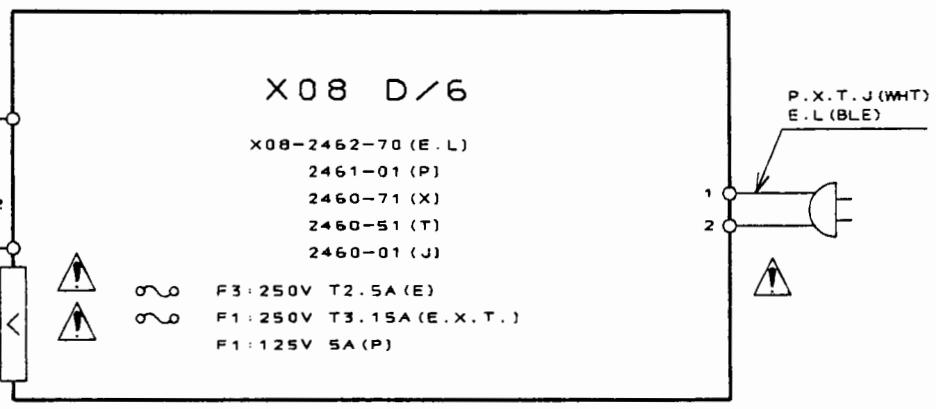 X08 D/6
P.X.T.J(WHT)
E.L(BLE)
X08-2462-70(E.L)
2461-01(P)
2460-71(X)
2460-51(T)
2460-01(J)
1
2
F3:250V T2.5A(E)
F1:250V T3.15A(E.X.T.)
F1:125V 5A(P)